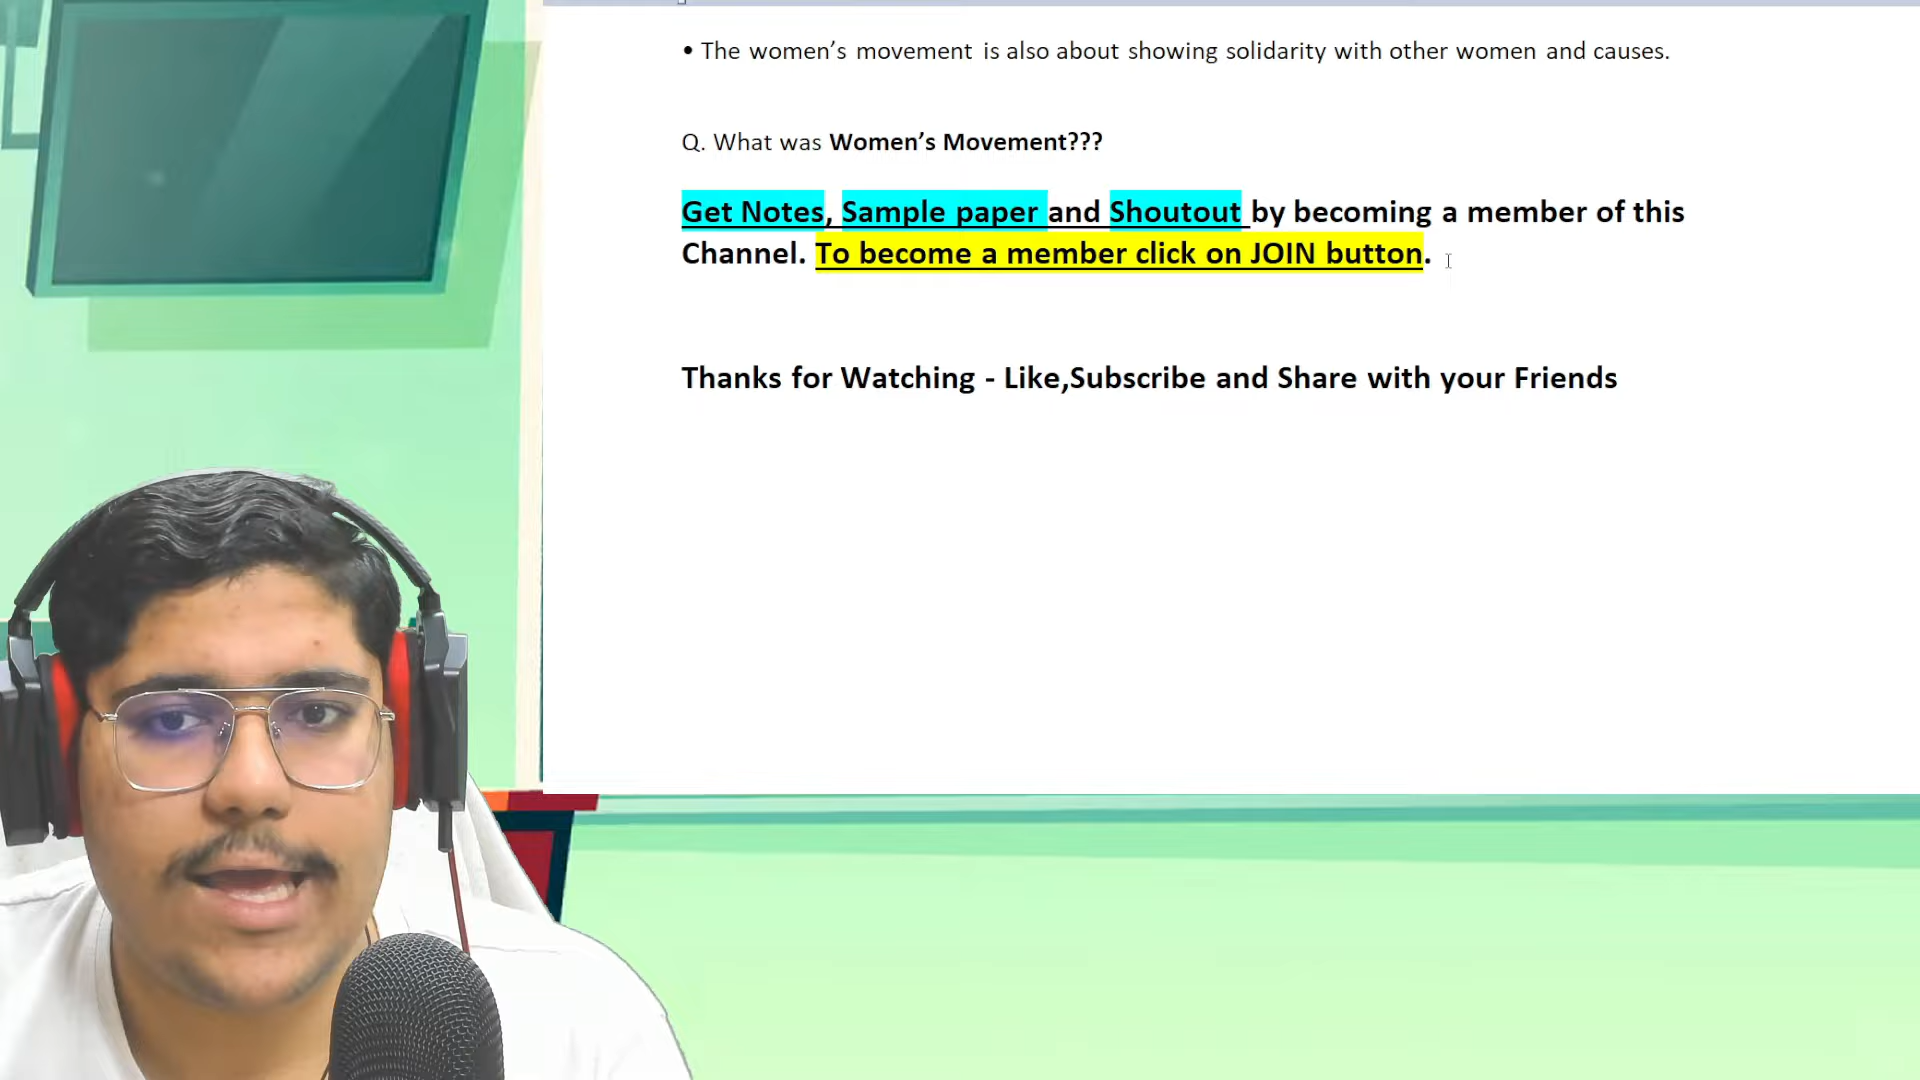 • The women’s movement is also about showing solidarity with other women and causes.
Q. What was Women’s Movement???
Get Notes, Sample paper and Shoutout by becoming a member of this
Channel. To become a member click on JOIN button.
Thanks for Watching - Like,Subscribe and Share with your Friends